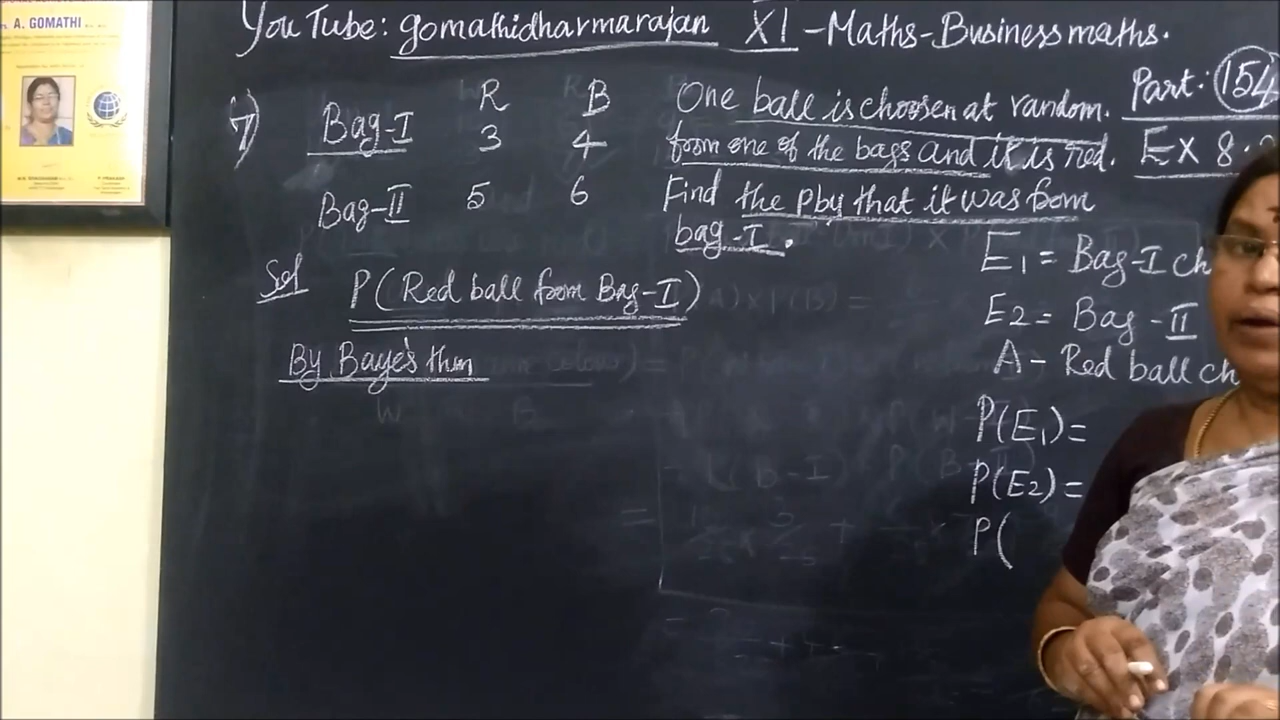 A. GOMATHI
YouTube: gomathidharmarajan XI - Maths - Business maths.
Part: 154
Ex 8.
7) R B
Bag-I 3 4
Bag-II 5 6
One ball is choosen at random.
from one of the bags and it is red.
Find the pby that it was from
bag-I.
Sol P(Red ball from Bag-I)
By Baye's thm
E1 = Bag-I ch
E2 = Bag-II
A - Red ball ch
P(E1) =
P(E2) =
P(